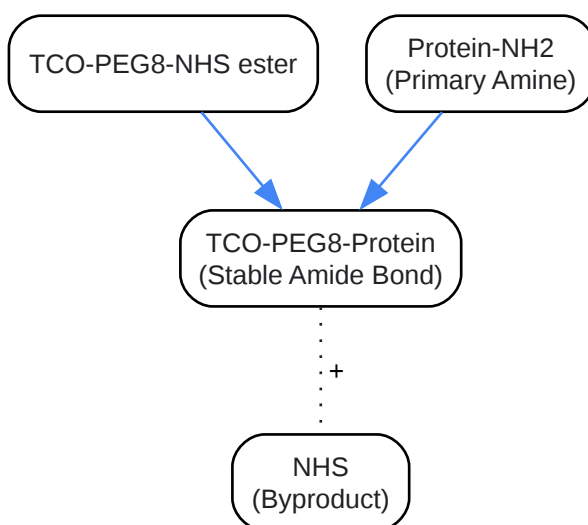 TCO-PEG8-NHS ester
Protein-NH2
(Primary Amine)
TCO-PEG8-Protein
(Stable Amide Bond)
+
NHS
(Byproduct)